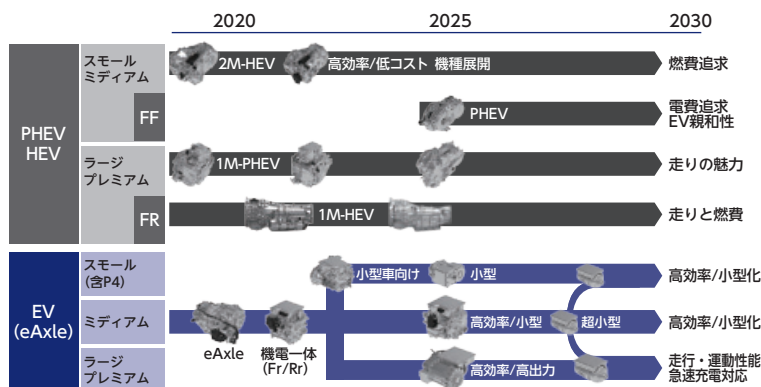 2020 2025 2030
PHEV
HEV
スモール
ミディアム
FF
2M-HEV
高効率/低コスト 機種展開
燃費追求
PHEV
電費追求
EV親和性
ラージ
プレミアム
FR
1M-PHEV
走りの魅力
1M-HEV
走りと燃費
EV
(eAxle)
スモール
(含P4)
小型車向け
小型
高効率/小型化
ミディアム
eAxle
機電一体
(Fr/Rr)
高効率/小型
超小型
高効率/小型化
ラージ
プレミアム
高効率/高出力
走行・運動性能
急速充電対応